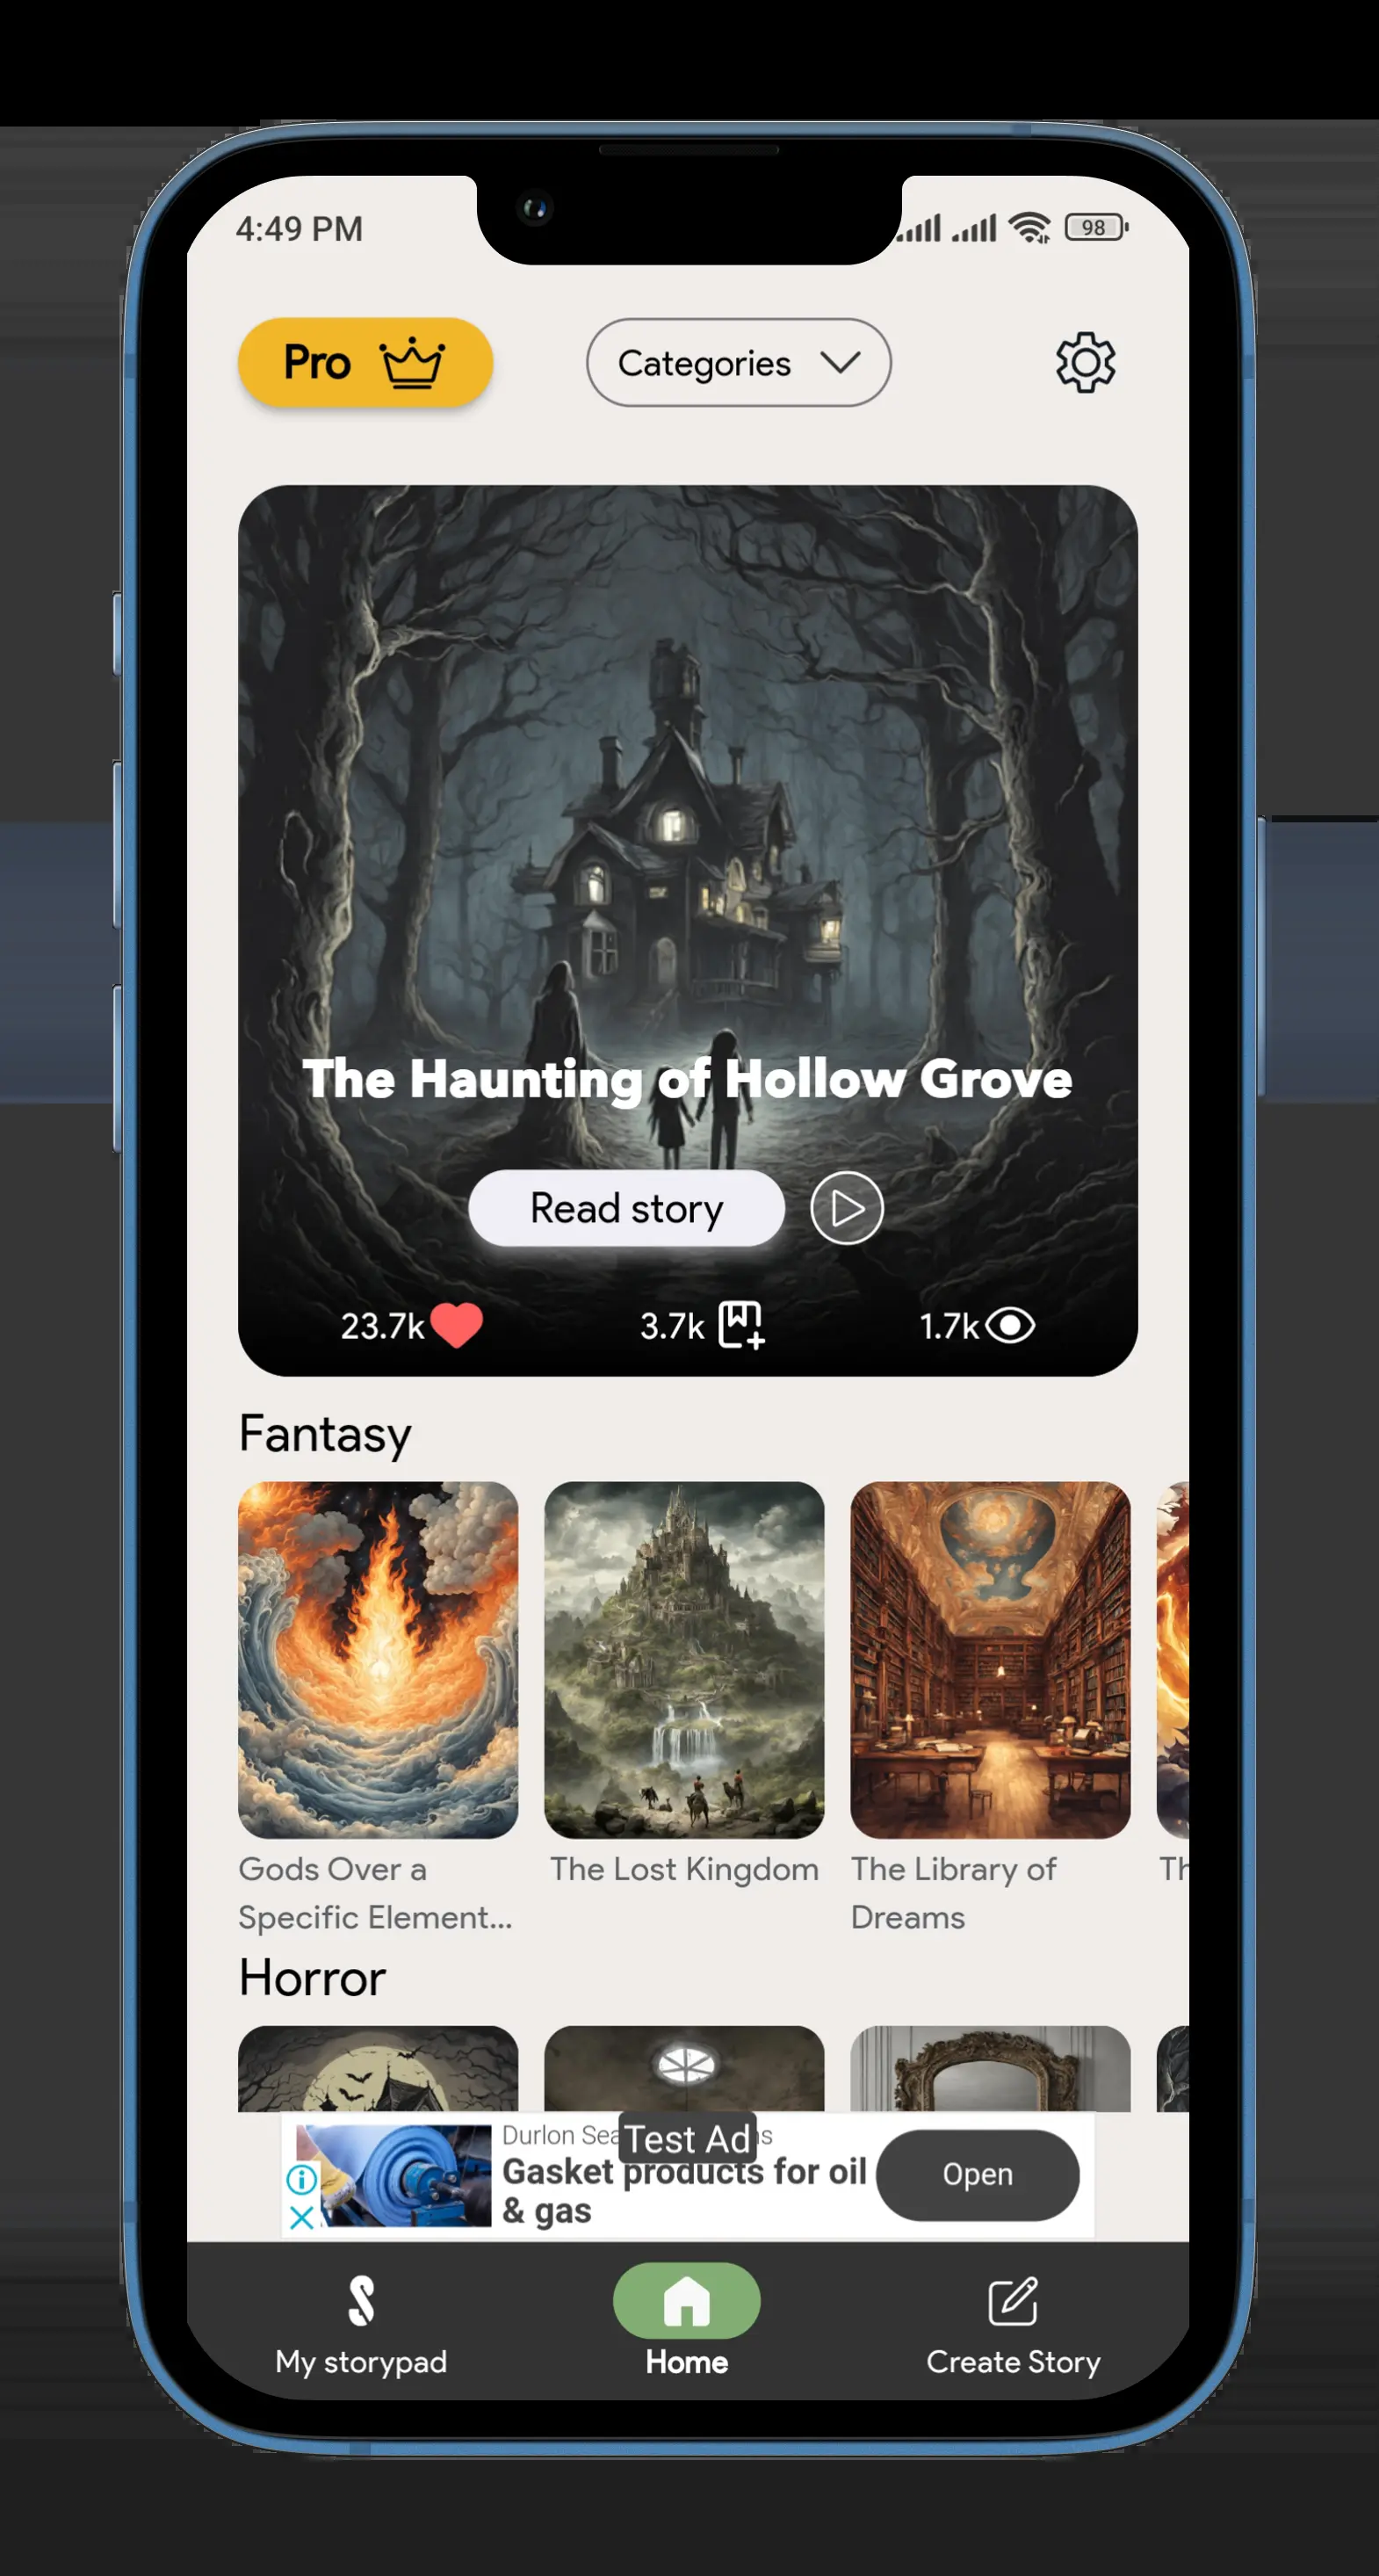 4:49 PM
98
Pro
Categories
The Haunting of Hollow Grove
Read story
23.7k
3.7k
1.7k
Fantasy
Gods Over a
Specific Element...
The Lost Kingdom
The Library of
Dreams
Th
Horror
Test Ad
Durlon
Gasket products for oil
& gas
Open
My storypad
Home
Create Story